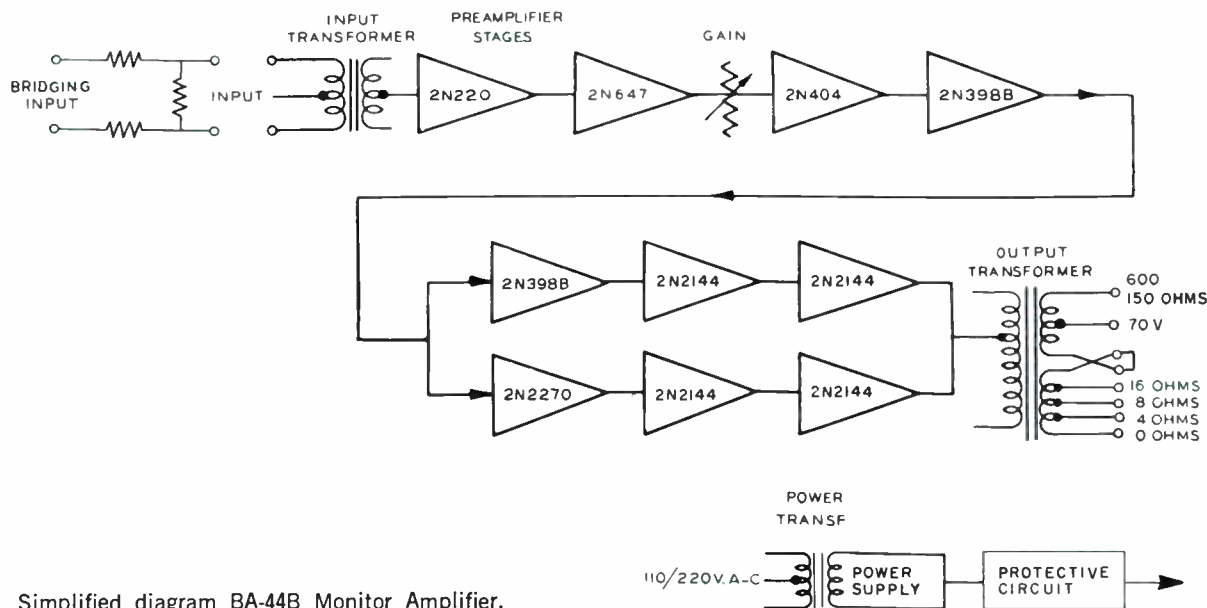 INPUT
TRANSFORMER
PREAMPLIFIER
STAGES
GAIN
BRIDGING
INPUT
INPUT
2N220
2N647
2N404
2N398B
2N398B
2N2144
2N2144
OUTPUT
TRANSFORMER
600
150 OHMS
70 V
16 OHMS
8 OHMS
4 OHMS
0 OHMS
2N2270
2N2144
2N2144
POWER
TRANSF
110/220V. A-C
POWER
SUPPLY
PROTECTIVE
CIRCUIT
Simplified diagram BA-44B Monitor Amplifier.